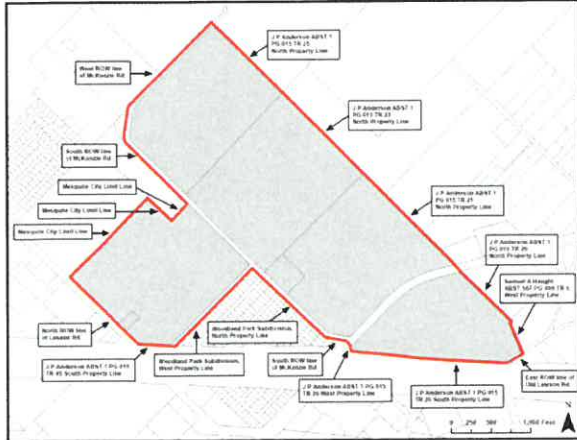 J P Anderson ABST 1
PG 015 TR 25
North Property Line
West ROW line
of McKenzie Rd
J P Anderson ABST 1
PG 015 TR 23
North Property Line
South ROW line
of McKenzie Rd
Mesquite City Limit Line
Mesquite City Limit Line
Mesquite City Limit Line
J P Anderson ABST 1
PG 015 TR 21
North Property Line
J P Anderson ABST 1
PG 015 TR 26
North Property Line
Samuel A Haught
ABST 567 PG
West Property Line
North ROW line
of Lawson Rd
J P Anderson ABST 1 PG 015
TR 45 South Property Line
Woodland Park Subdivision,
West Property Line
Woodland Park Subdivision,
North Property Line
South ROW line
of McKenzie Rd
J P Anderson ABST 1 PG 015
TR 26 West Property Line
J P Anderson ABST 1 PG 015
TR 26 South Property Line
East ROW line of
Old Lawson Rd
N
0 250 500 1,000 Feet